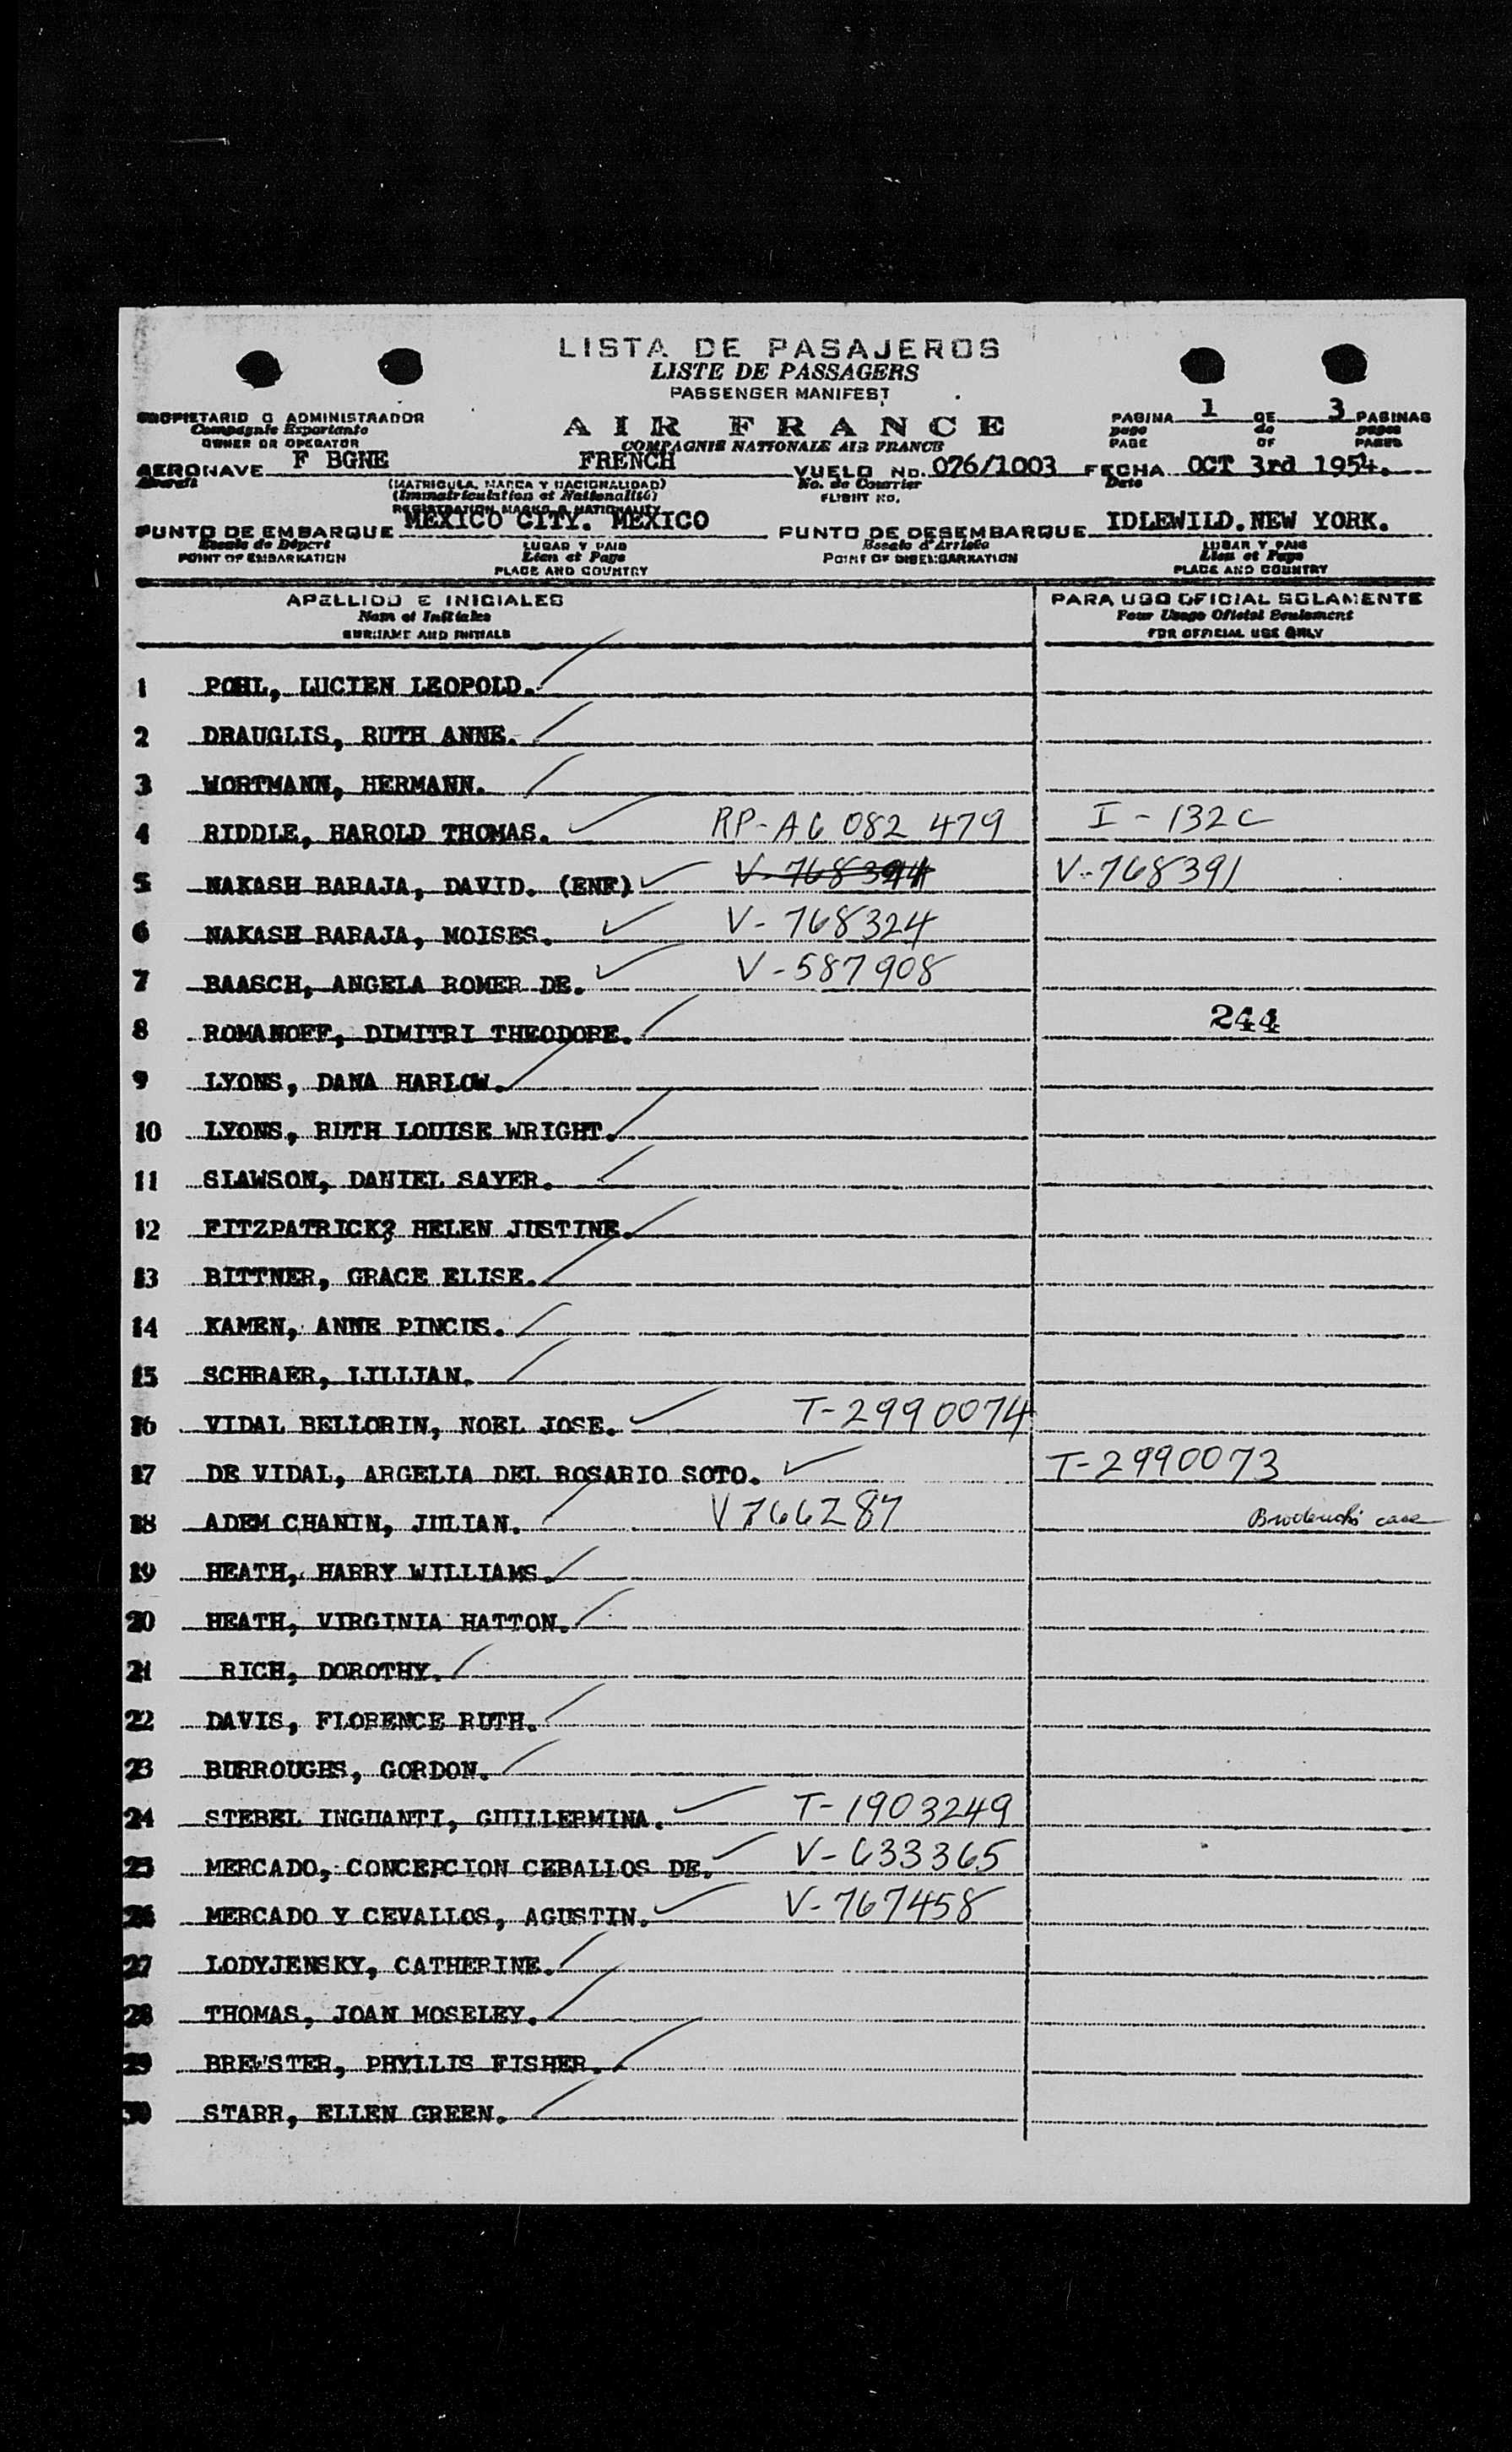 LISTA DE PASAJEROS
LISTE DE PASSAGERS
PASSENGER MANIFEST
PROPIETARIO O ADMINISTRADOR
Compagnie Exportante
OWNER OR OPERATOR
AIR FRANCE
COMPAGNIE NATIONALE AIR FRANCE
PAGINA 1 DE 3 PAGINAS
page de pages
PAGE OF PAGES
AERONAVE F BGNE FRENCH VUELO No. 076/1003 FECHA OCT 3rd 1954.
Aircraft (MATRICULA, MARCA Y NACIONALIDAD) No. de Courrier Date
(Immatriculation et Nationalité) FLIGHT NO.
REGISTRATION MARKS & NATIONALITY
PUNTO DE EMBARQUE MEXICO CITY. MEXICO PUNTO DE DESEMBARQUE IDLEWILD.NEW YORK.
Escale de Départ LUGAR Y PAIS Escale d'Arrivée LUGAR Y PAIS
POINT OF EMBARKATION Lieu et Pays POINT OF DISEMBARKATION Lieu et Pays
PLACE AND COUNTRY PLACE AND COUNTRY
APELLIDO E INICIALES PARA USO OFICIAL SOLAMENTE
Nom et Initiales Pour Usage Officiel Seulement
SURNAME AND INITIALS FOR OFFICIAL USE ONLY
1 POHL, LUCIEN LEOPOLD.
2 DRAUGLIS, RUTH ANNE.
3 WORTMANN, HERMANN.
4 RIDDLE, HAROLD THOMAS. RP-A6 082 479 I-132C
5 NAKASH BARAJA, DAVID. (ENF) V-768394 V-768391
6 NAKASH BARAJA, MOISES. V-768324
7 BAASCH, ANGELA ROMER DE. V-587908
8 ROMANOFF, DIMITRI THEODORE. 244
9 LYONS, DANA HARLOW.
10 LYONS, RUTH LOUISE WRIGHT.
11 SLAWSON, DANIEL SAYER.
12 FITZPATRICK? HELEN JUSTINE.
13 BITTNER, GRACE ELISE.
14 KAMEN, ANNE PINCUS.
15 SCHRAER, LILLIAN.
16 VIDAL BELLORIN, NOEL JOSE. T-2990074
17 DE VIDAL, ARGELIA DEL ROSARIO SOTO. T-2990073
18 ADEM CHANIN, JULIAN. V766287 case
19 HEATH, HARRY WILLIAMS.
20 HEATH, VIRGINIA HATTON.
21 RICH, DOROTHY.
22 DAVIS, FLORENCE RUTH.
23 BURROUGHS, GORDON.
24 STEBEL INGUANTI, GUILLERMINA. T-1903249
25 MERCADO, CONCEPCION CEBALLOS DE. V-633365
26 MERCADO Y CEVALLOS, AGUSTIN. V-767458
27 LODYJENSKY, CATHERINE.
28 THOMAS, JOAN MOSELEY.
29 BREWSTER, PHYLLIS FISHER.
30 STARR, ELLEN GREEN.